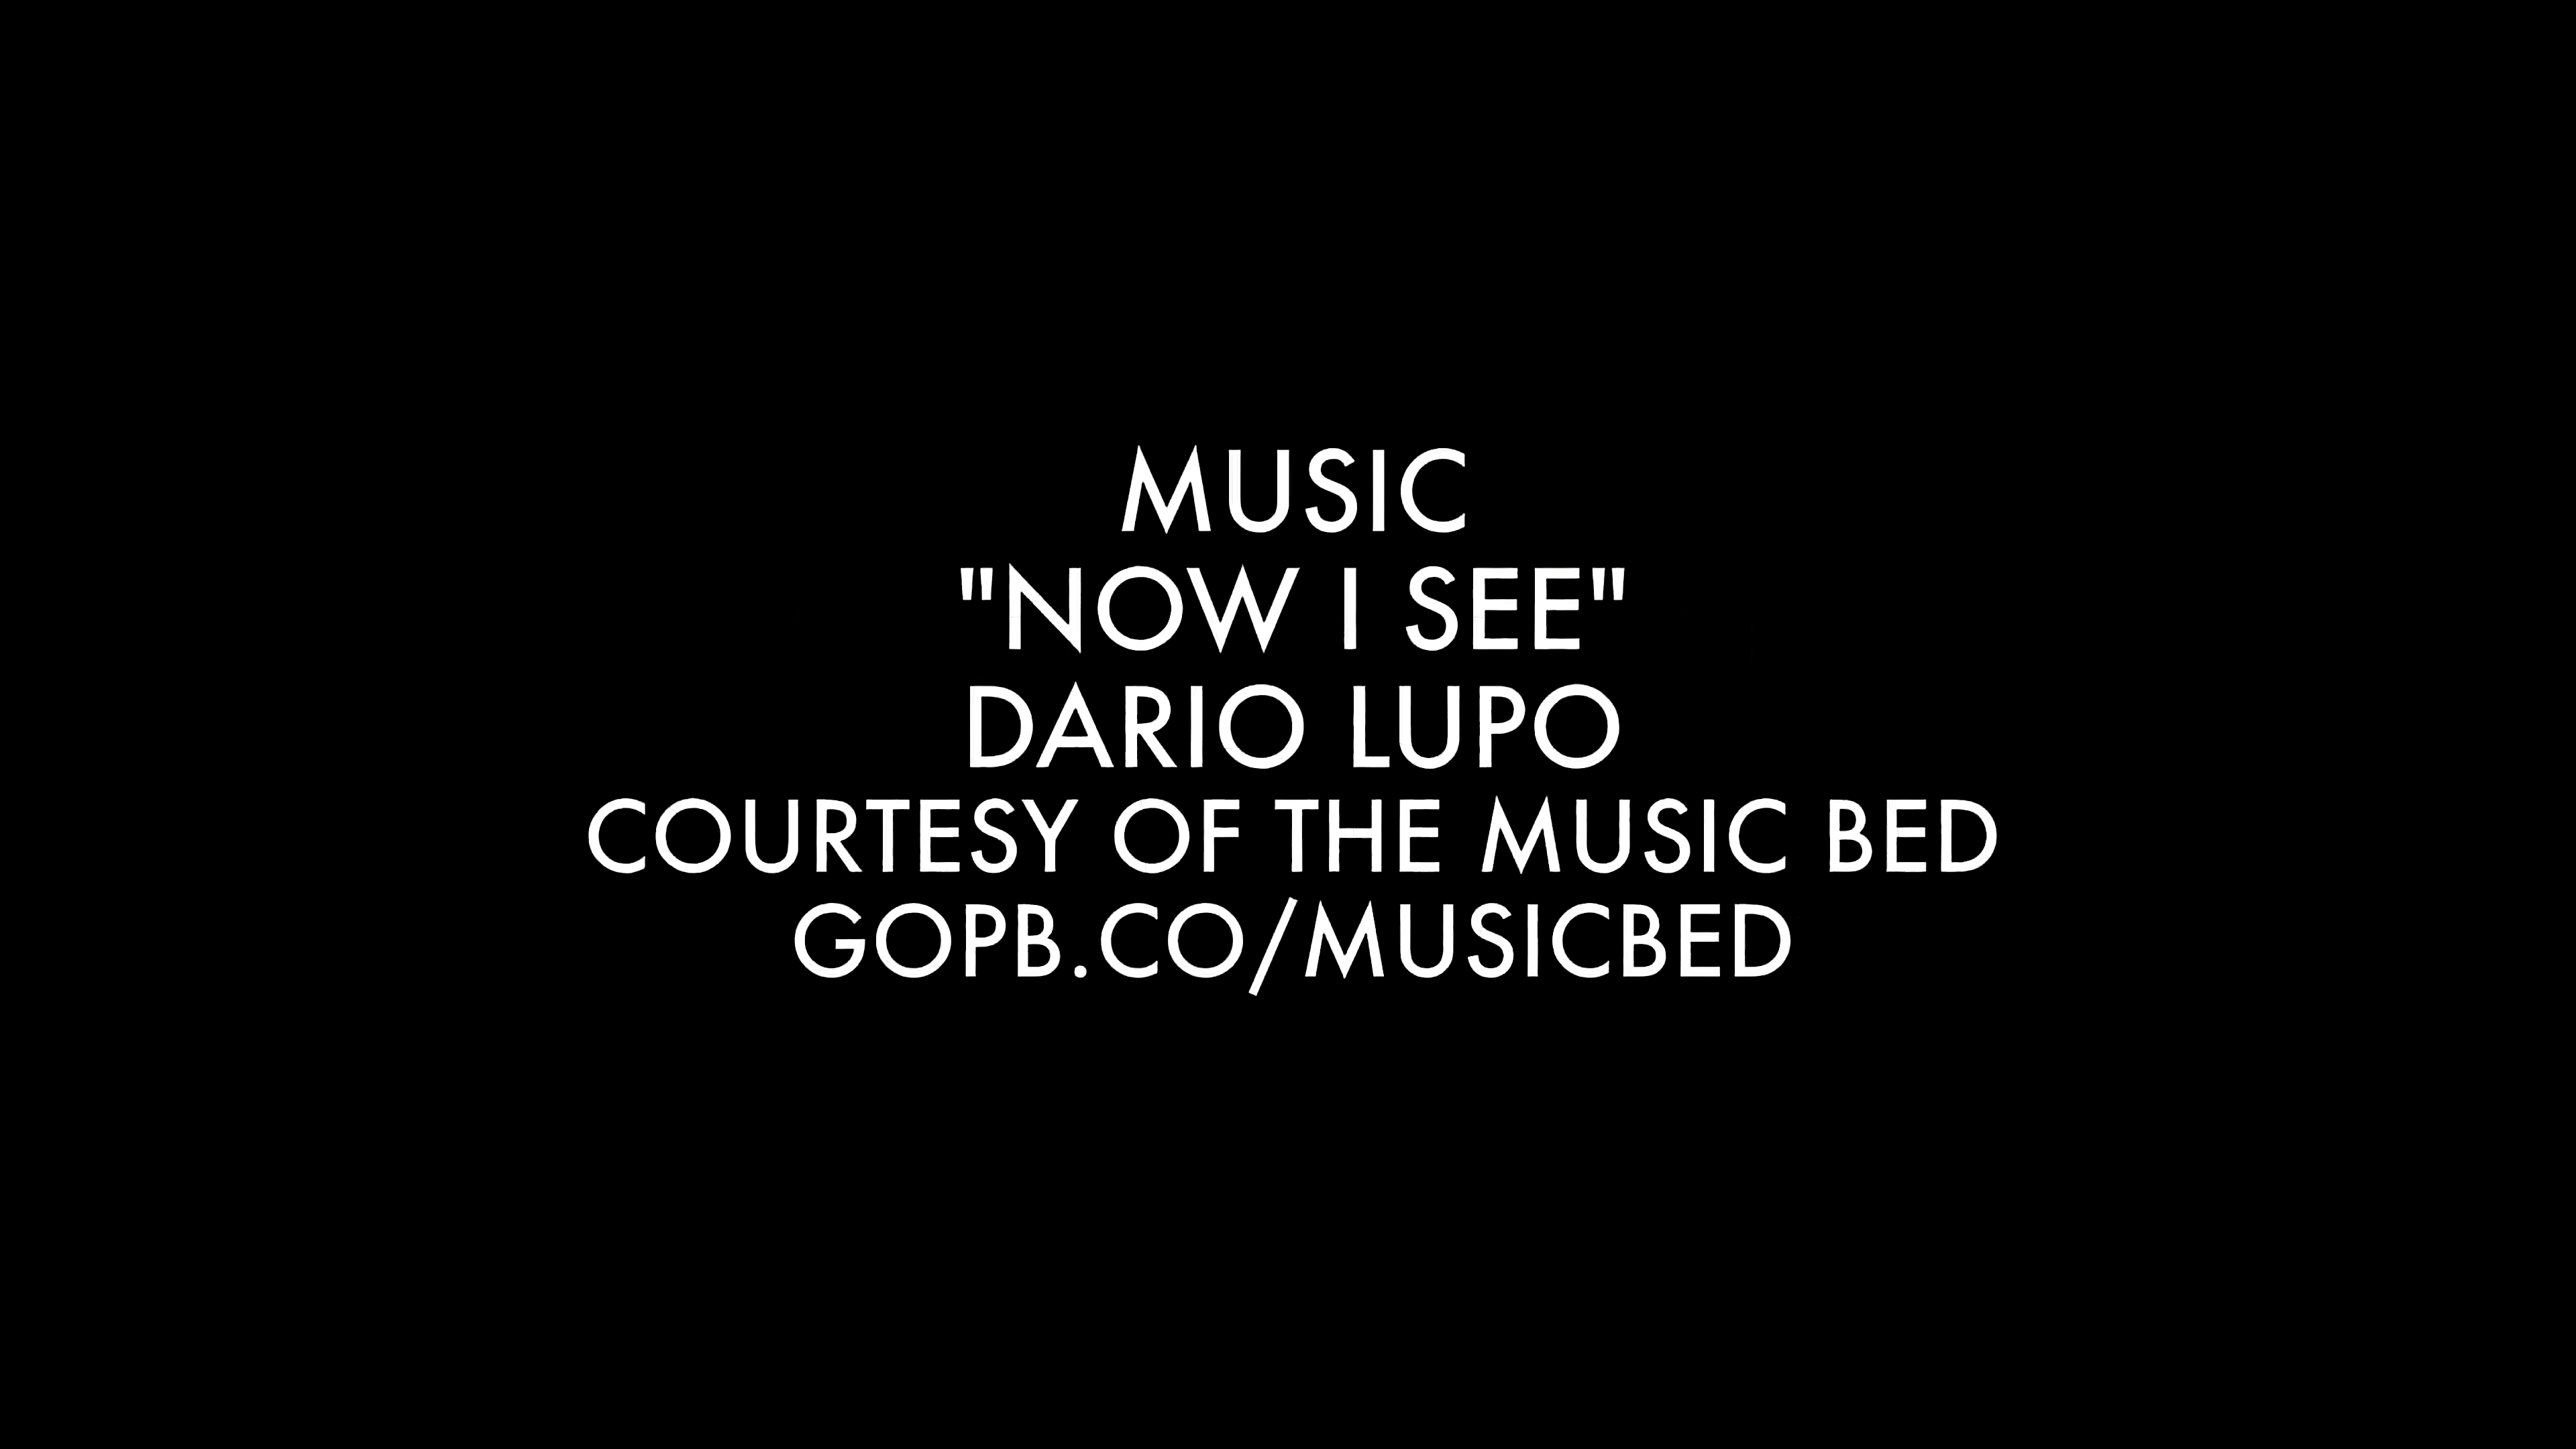 MUSIC
"NOW I SEE"
DARIO LUPO
COURTESY OF THE MUSIC BED
GOPB.CO/MUSICBED